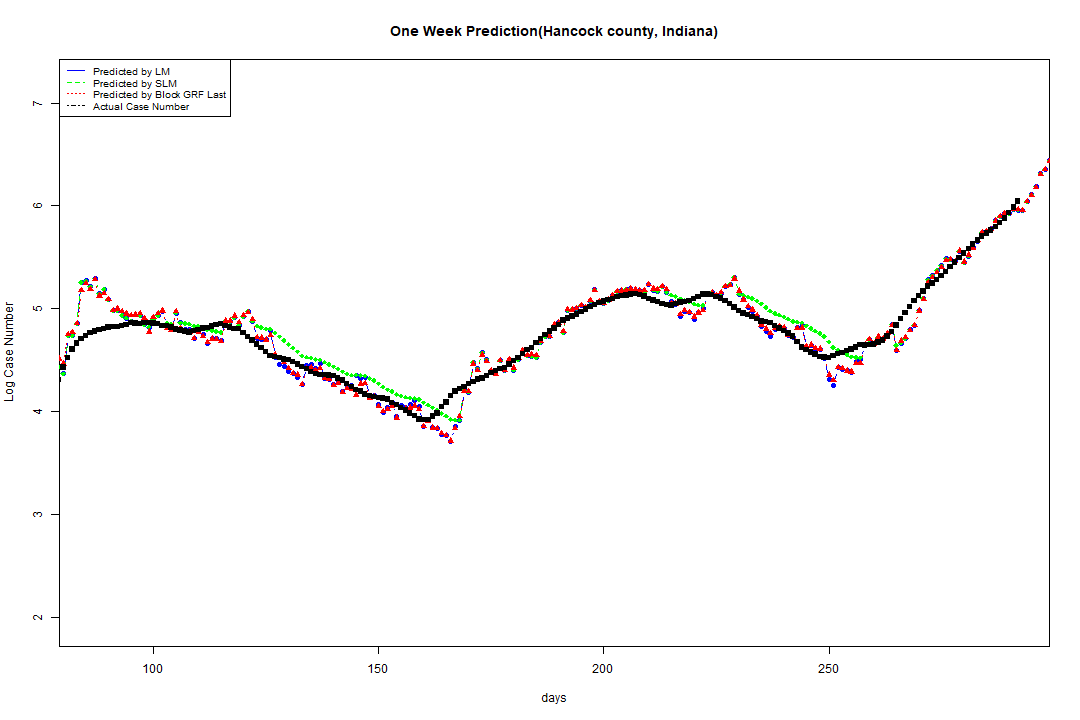 One Week Prediction(Hancock county, Indiana)
Predicted by LM
Predicted by SLM
Predicted by Block GRF Last
Actual Case Number
Log Case Number
7
6
5
4
3
2
100 150 200 250
days